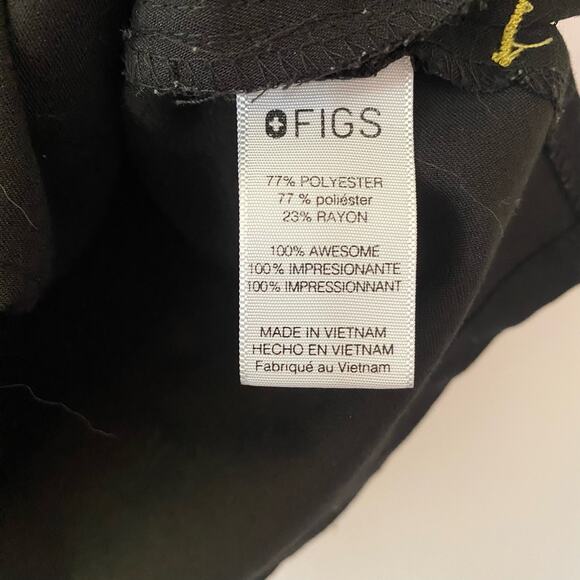 FIGS
77% POLYESTER
77 % poliéster
23% RAYON
100% AWESOME
100% IMPRESIONANTE
100% IMPRESSIONNANT
MADE IN VIETNAM
HECHO EN VIETNAM
Fabriqué au Vietnam